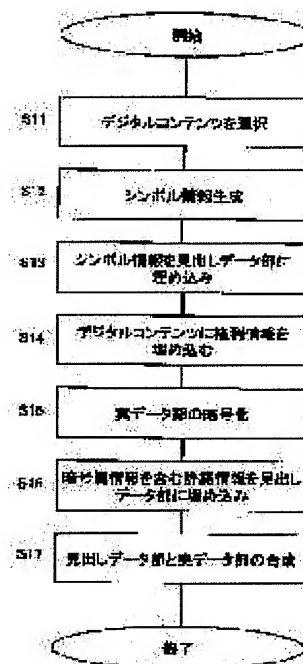 開始
S11
デジタルコンテンツを選択
S12
シンボル情報生成
S13
シンボル情報を見出しデータ部に
埋め込み
S14
デジタルコンテンツに権利情報を
埋め込む
S15
実データ部の暗号化
S16
暗号鍵情報を含む許諾情報を見出し
データ部に埋め込み
S17
見出しデータ部と実データ部の合成
終了